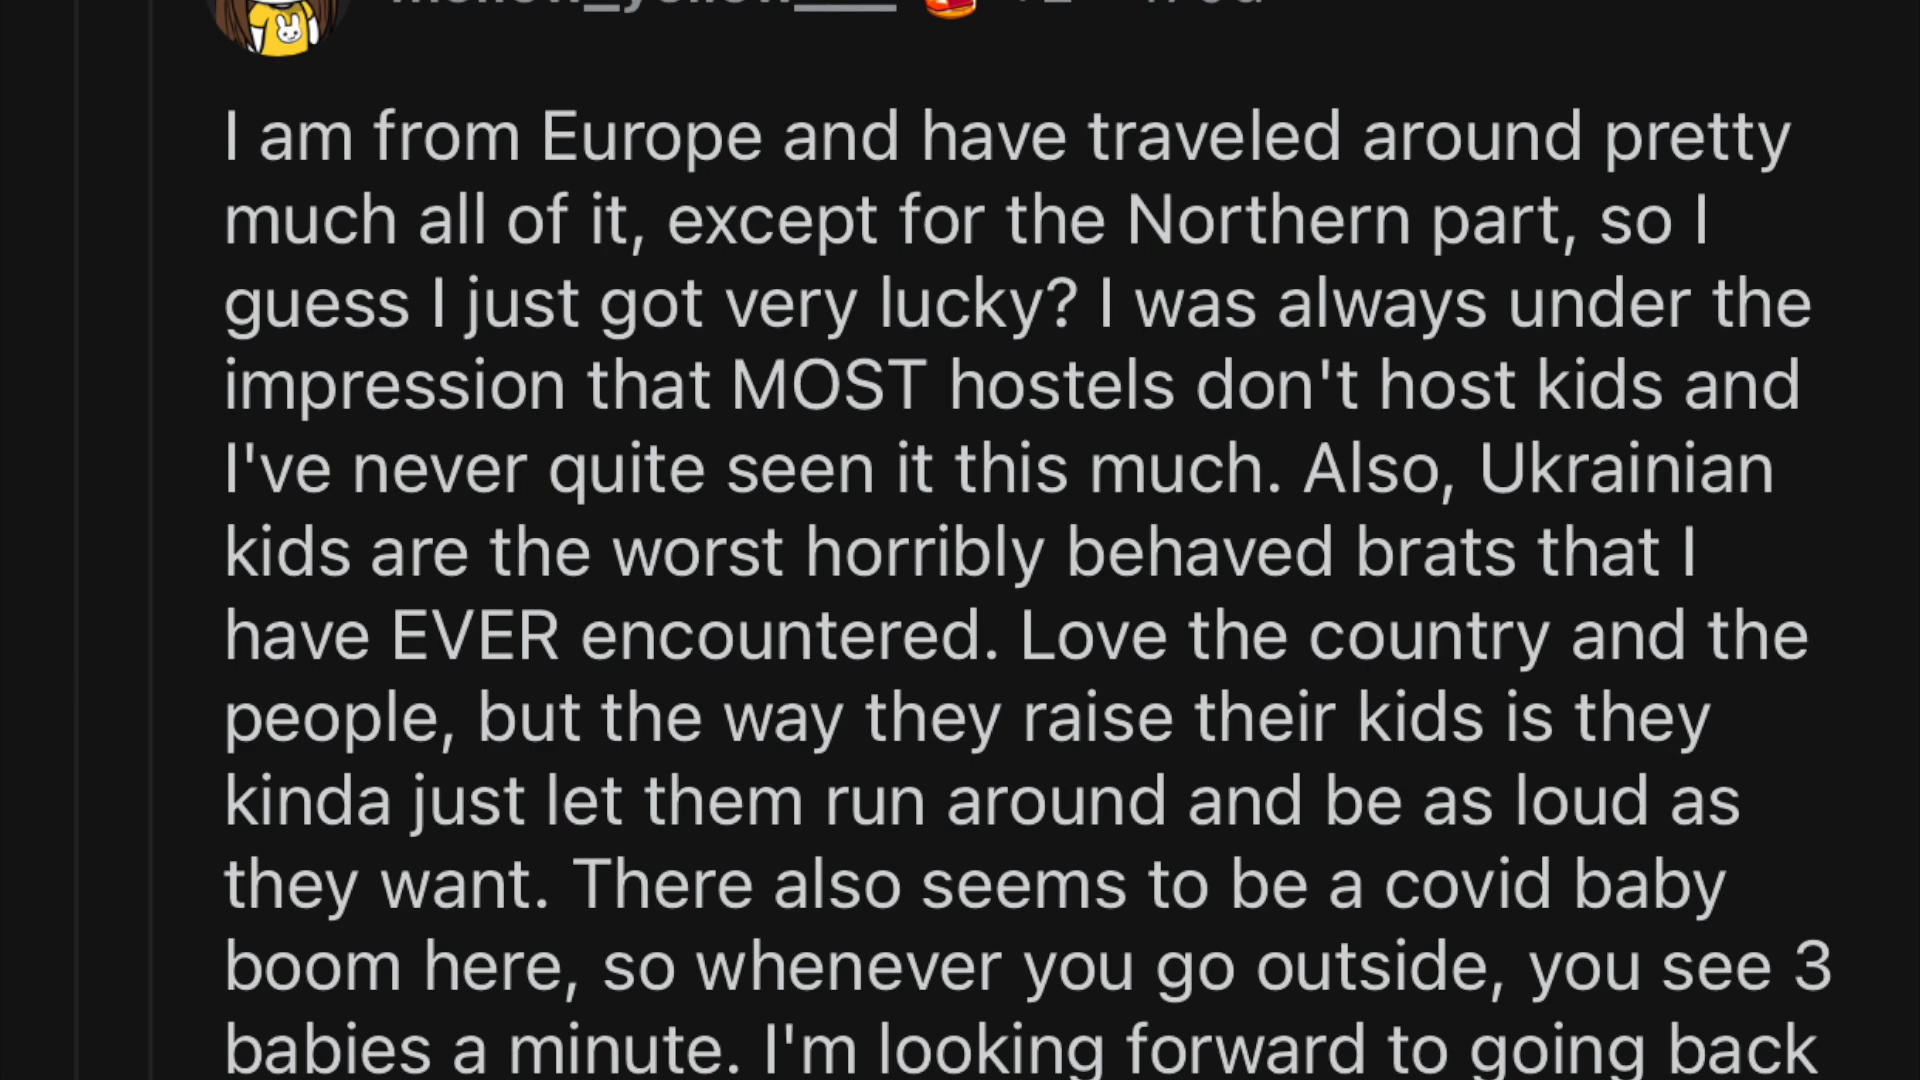 I am from Europe and have traveled around pretty
much all of it, except for the Northern part, so I
guess I just got very lucky? I was always under the
impression that MOST hostels don't host kids and
I've never quite seen it this much. Also, Ukrainian
kids are the worst horribly behaved brats that I
have EVER encountered. Love the country and the
people, but the way they raise their kids is they
kinda just let them run around and be as loud as
they want. There also seems to be a covid baby
boom here, so whenever you go outside, you see 3
babies a minute. I'm looking forward to going back